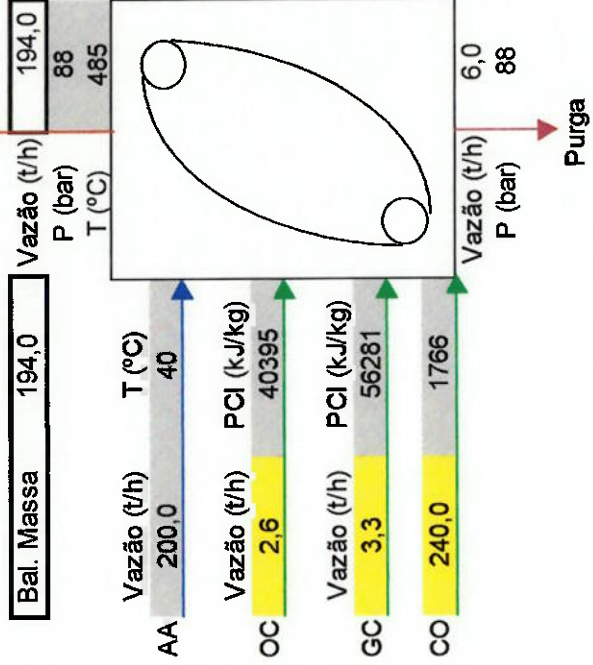 Bal. Massa 194,0
Vazão (t/h) 194,0
P (bar) 88
T (ºC) 485
Vazão (t/h) T (ºC)
AA 200,0 40
Vazão (t/h) PCI (kJ/kg)
OC 2,6 40395
Vazão (t/h) PCI (kJ/kg)
GC 3,3 56281
CO 240,0 1766
Vazão (t/h) 6,0
P (bar) 88
Purga